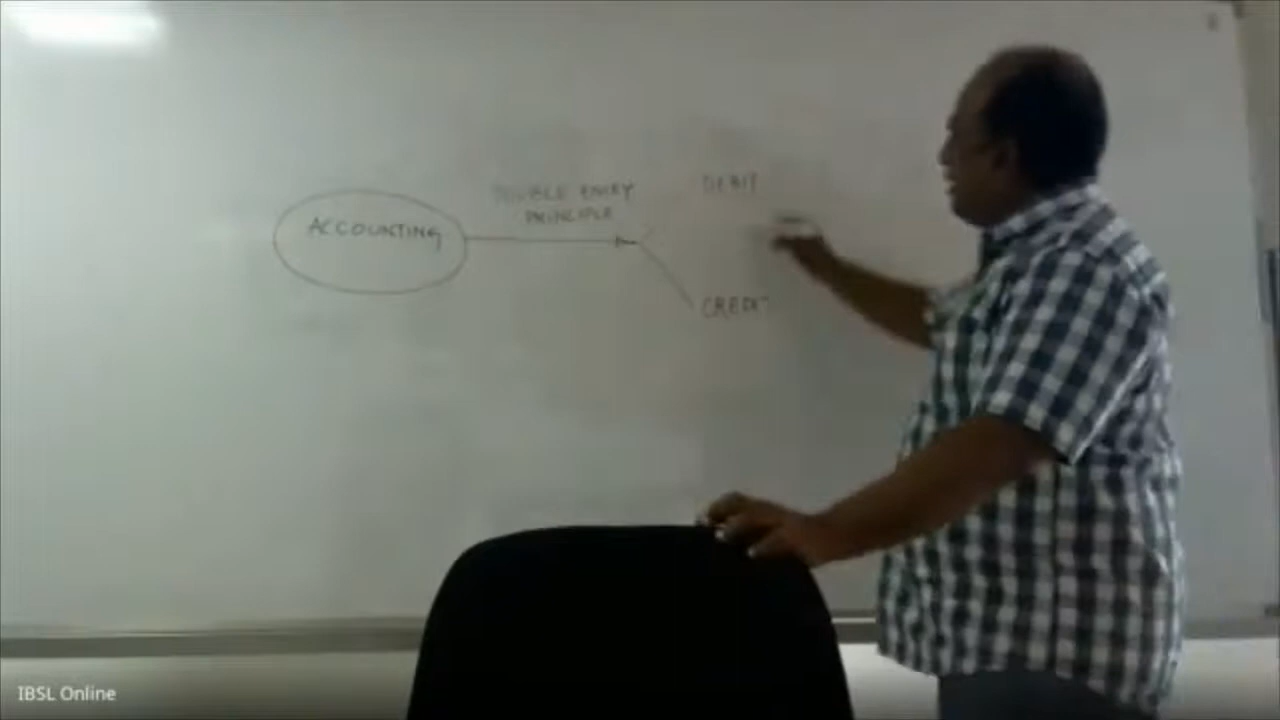 DEBIT
DOUBLE ENTRY
PRINCIPLE
ACCOUNTING
CREDIT
IBSL Online